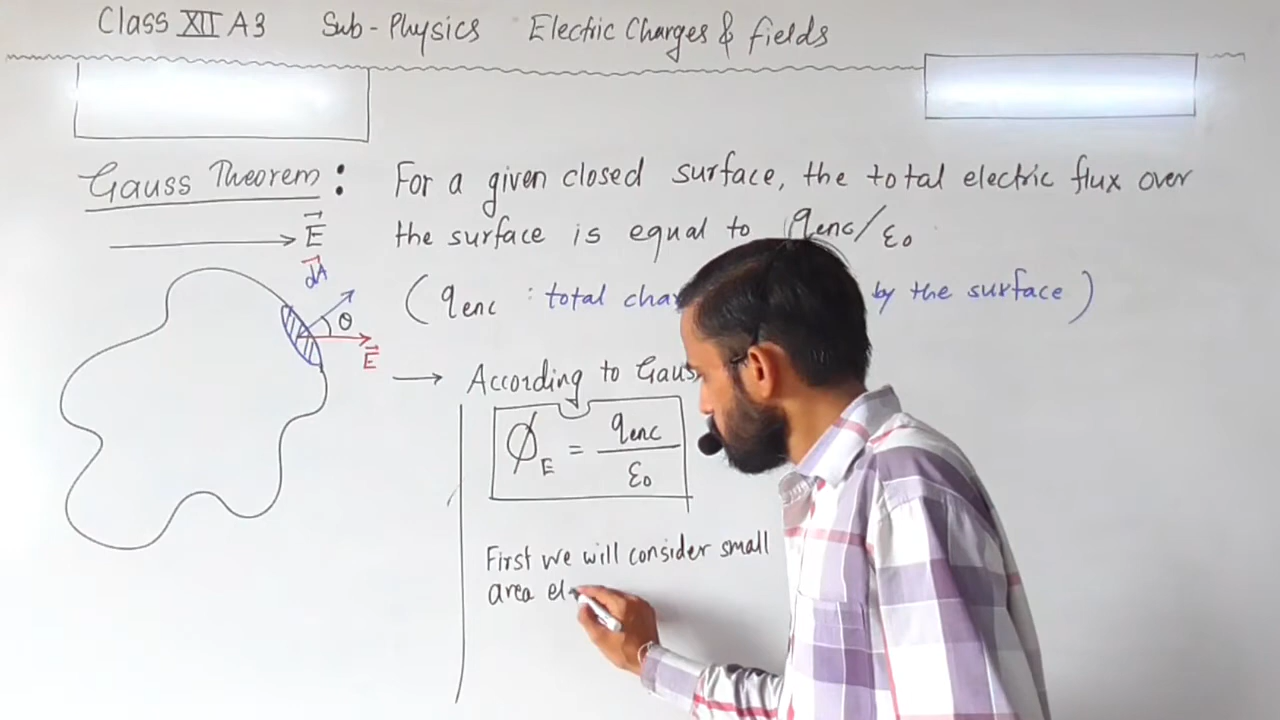 Class XII A3 Sub-Physics Electric Charges & fields
Gauss Theorem : For a given closed surface, the total electric flux over
the surface is equal to qenc/ε0
E
dA
θ
E
(qenc : total by the surface)
→ According to
ϕE = qenc/ε0
First we will consider small
area el